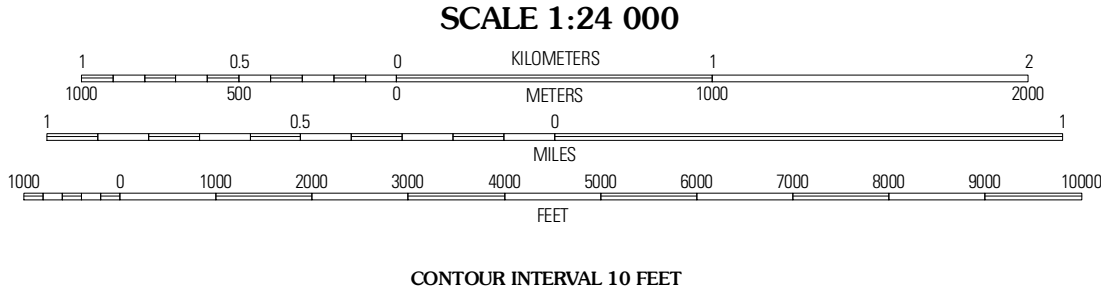 SCALE 1:24 000
1 0.5 0 KILOMETERS 1 2
1000 500 0 METERS 1000 2000
1 0.5 0 1
MILES
1000 0 1000 2000 3000 4000 5000 6000 7000 8000 9000 10000
FEET
CONTOUR INTERVAL 10 FEET